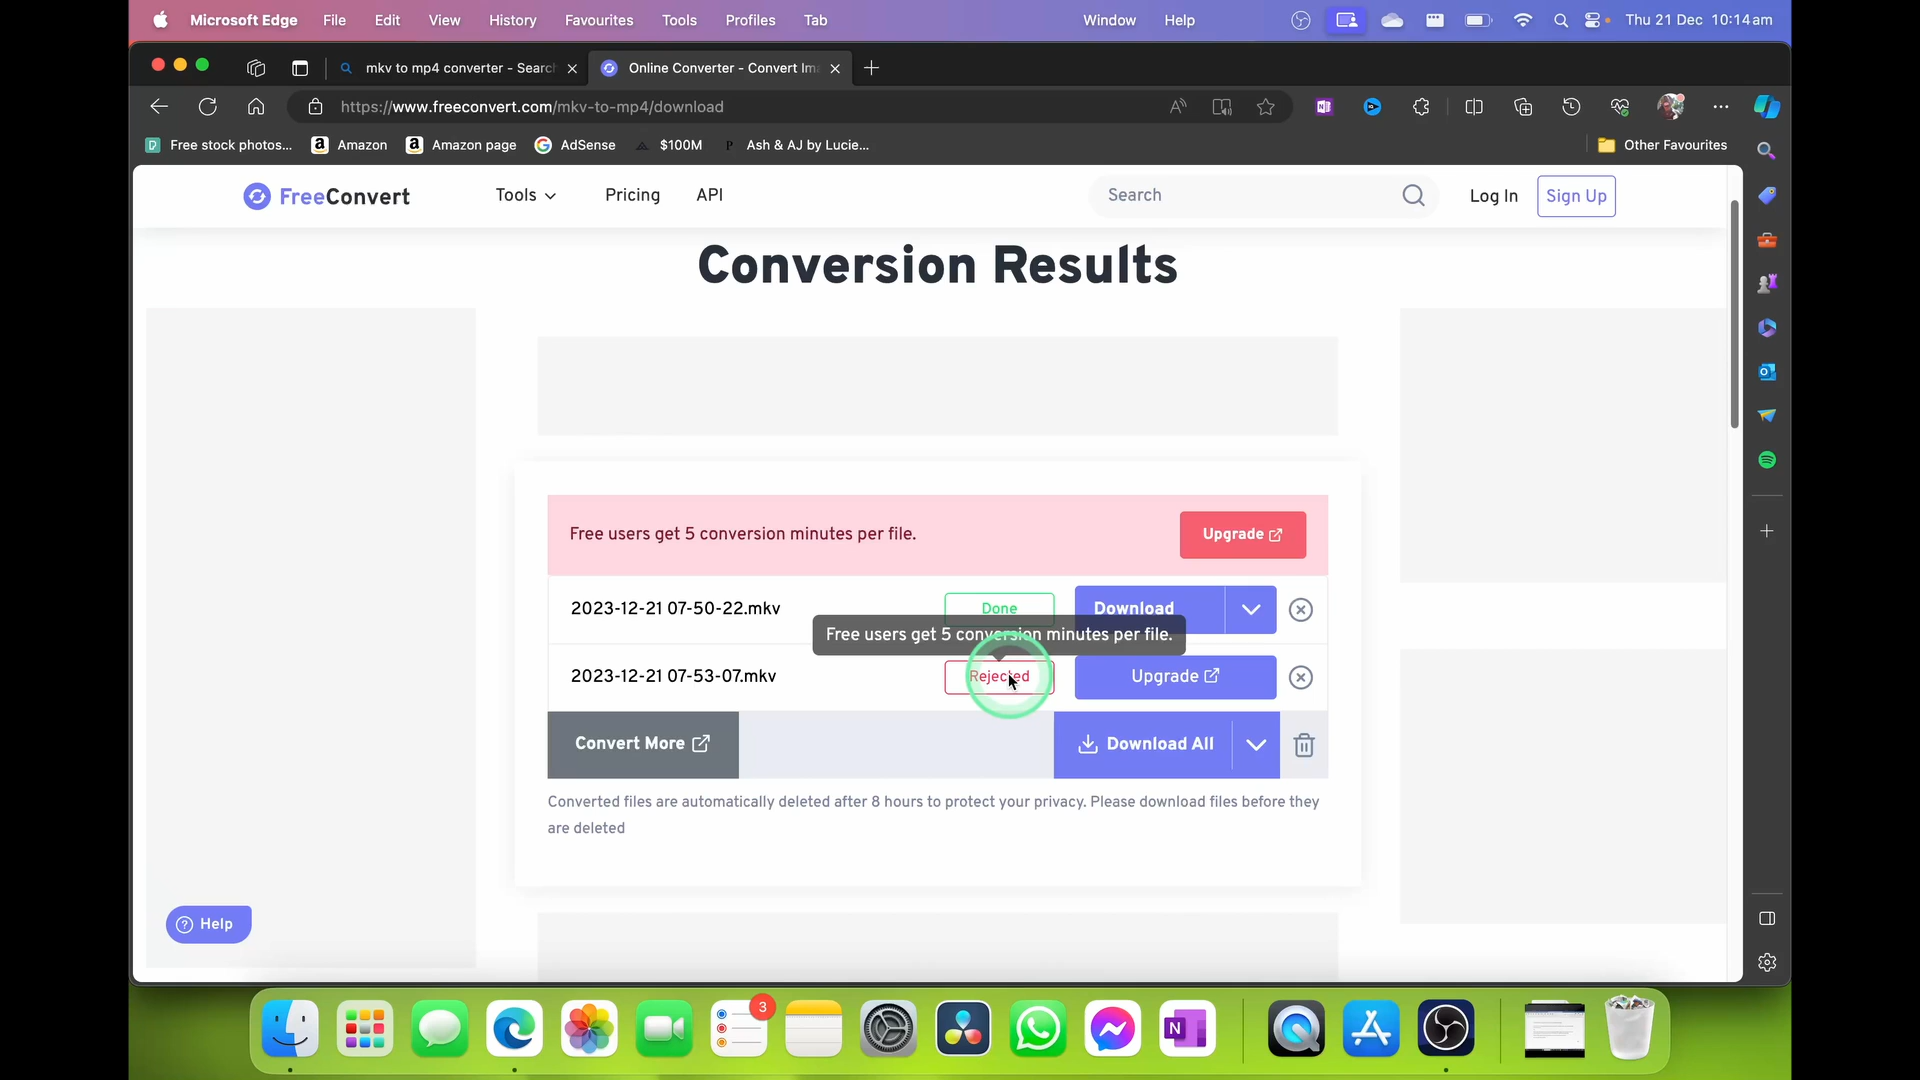 Microsoft Edge File Edit View History Favourites Tools Profiles Tab Window Help Thu 21 Dec 10:14 am
mkv to mp4 converter - Searc
Online Converter - Convert Im
https://www.freeconvert.com/mkv-to-mp4/download
Free stock photos... Amazon Amazon page AdSense $100M Ash & AJ by Lucie... Other Favourites
FreeConvert Tools Pricing API Search Log In Sign Up
Conversion Results
Free users get 5 conversion minutes per file. Upgrade
2023-12-21 07-50-22.mkv Done Download
Free users get 5 conversion minutes per file.
2023-12-21 07-53-07.mkv Rejected Upgrade
Convert More Download All
Converted files are automatically deleted after 8 hours to protect your privacy. Please download files before they
are deleted
Help
3